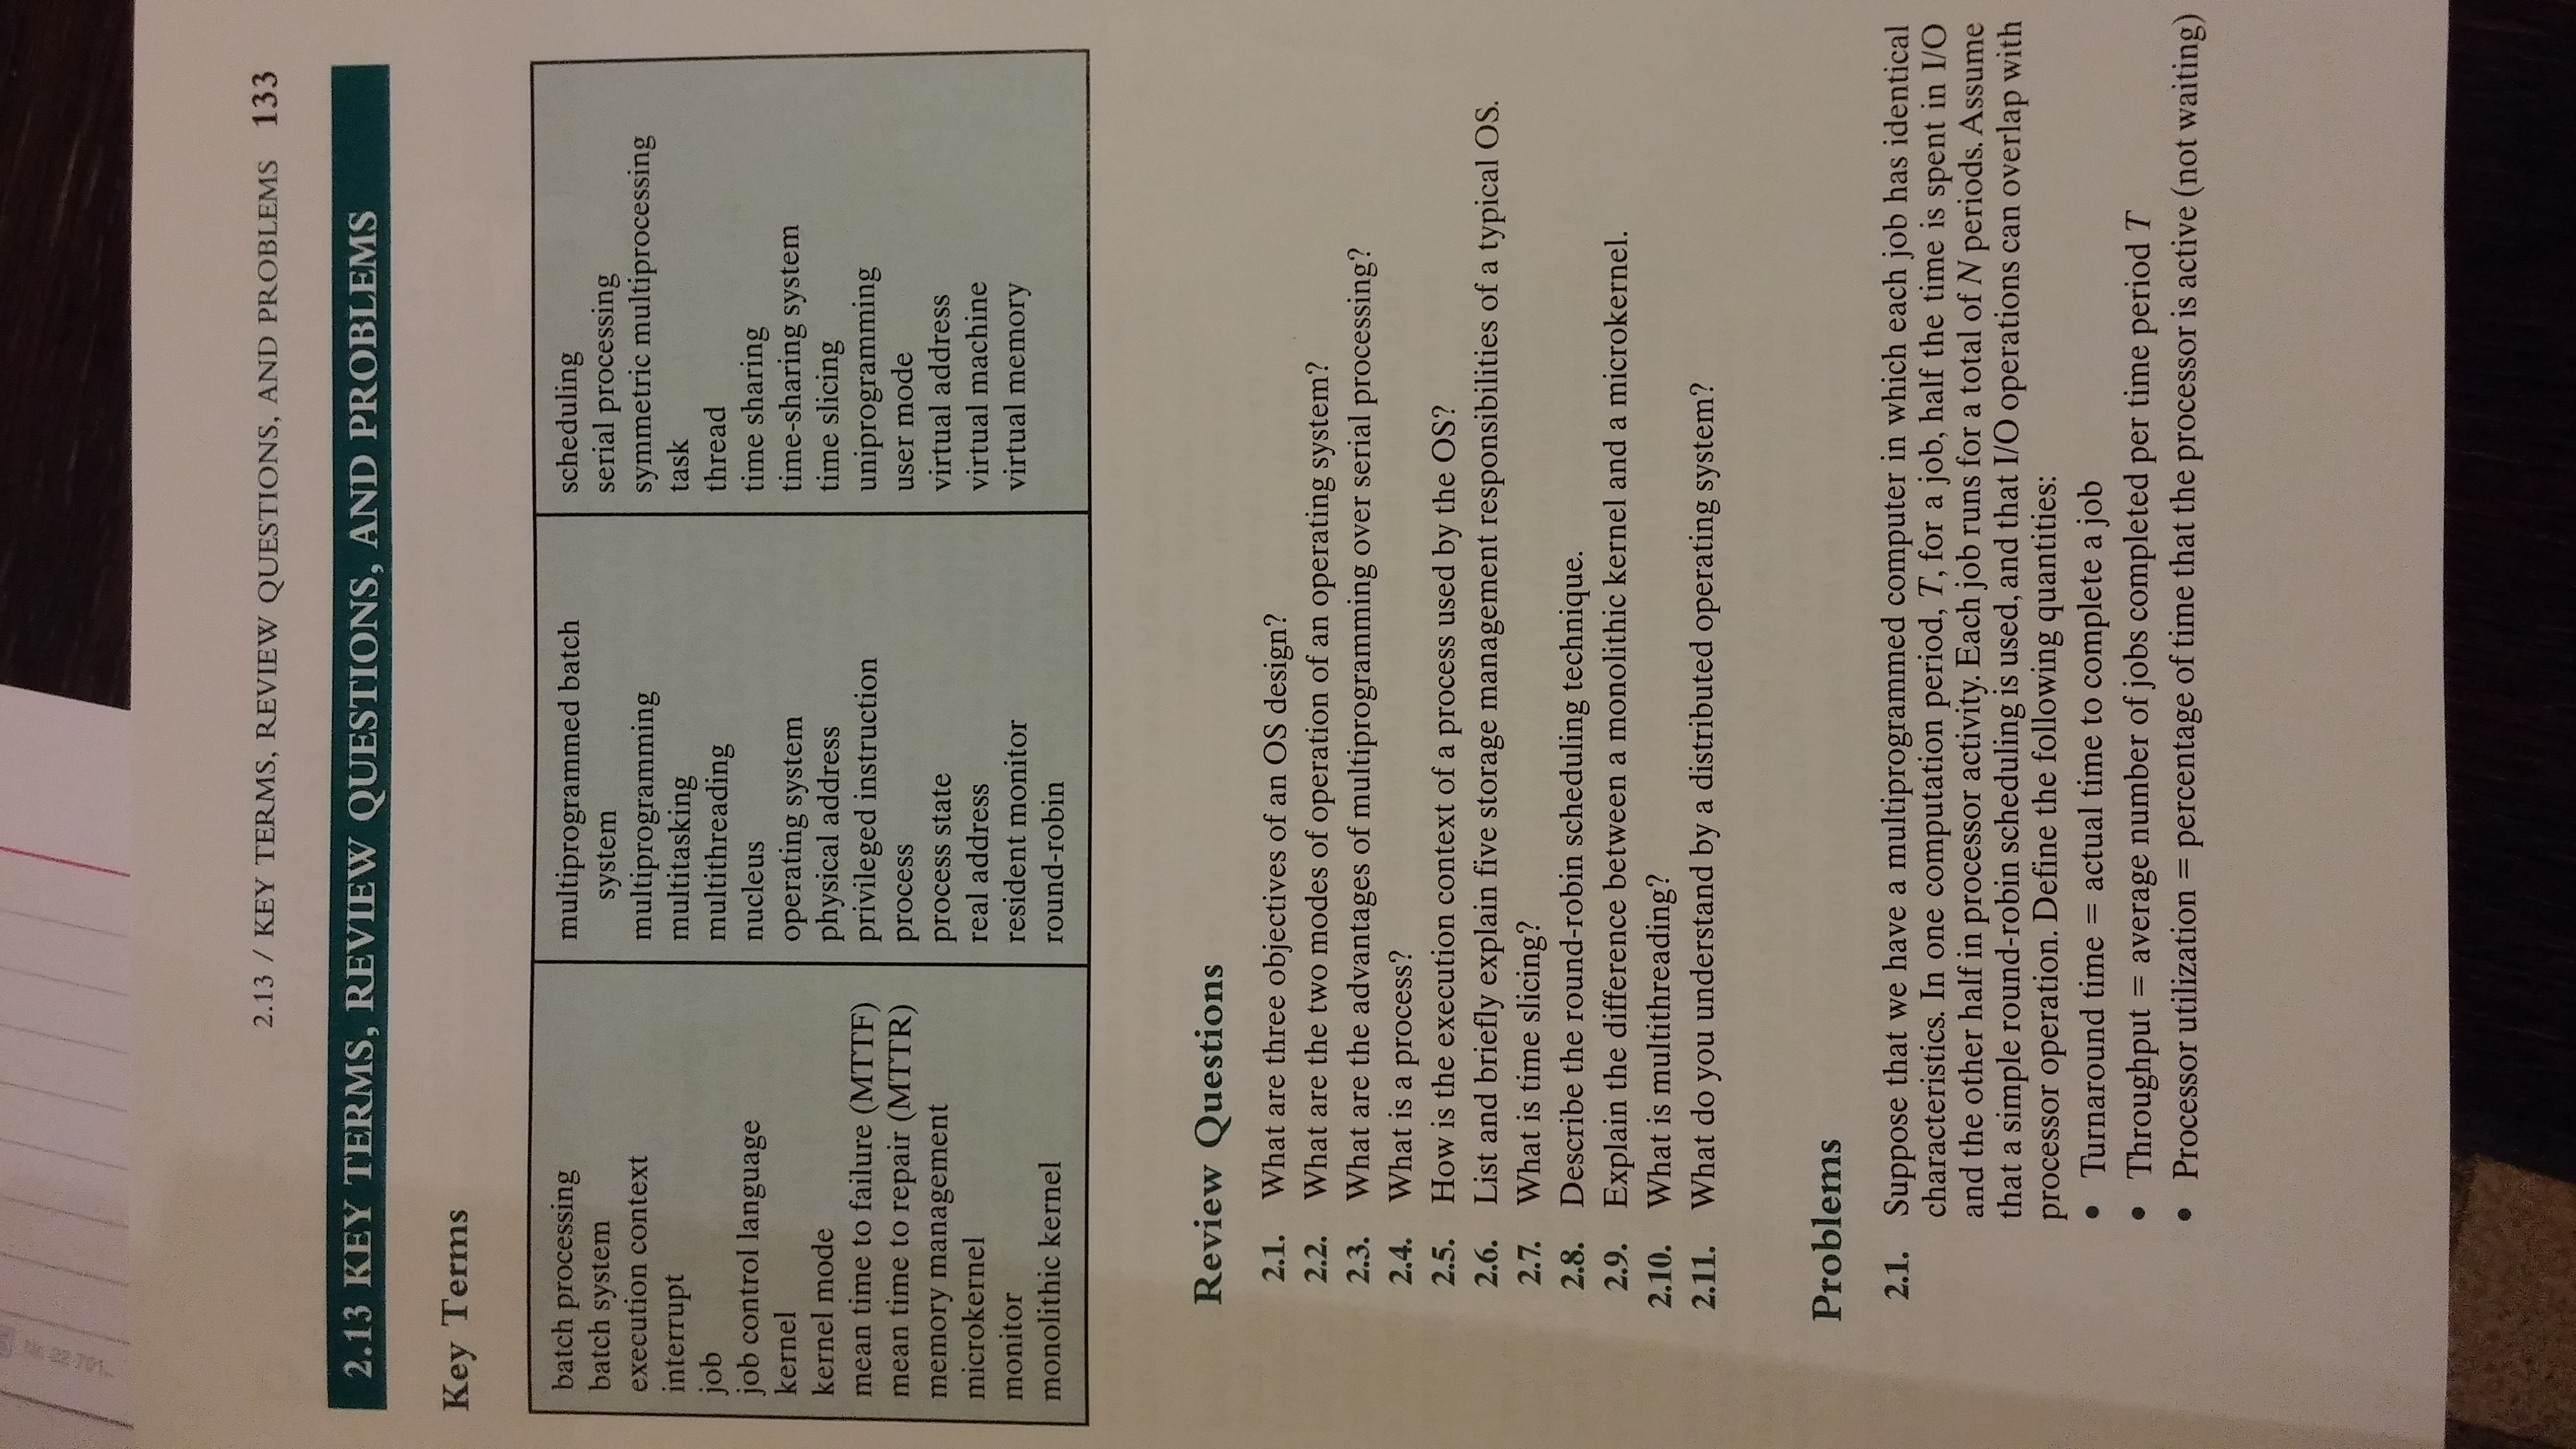 2.13 / KEY TERMS, REVIEW QUESTIONS, AND PROBLEMS 133
2.13 KEY TERMS, REVIEW QUESTIONS, AND PROBLEMS
Key Terms
batch processing
batch system
execution context
interrupt
job
job control language
kernel
kernel mode
mean time to failure (MTTF)
mean time to repair (MTTR)
memory management
microkernel
monitor
monolithic kernel
multiprogrammed batch
system
multiprogramming
multitasking
multithreading
nucleus
operating system
physical address
privileged instruction
process
process state
real address
resident monitor
round-robin
scheduling
serial processing
symmetric multiprocessing
task
thread
time sharing
time-sharing system
time slicing
uniprogramming
user mode
virtual address
virtual machine
virtual memory
Review Questions
2.1. What are three objectives of an OS design?
2.2. What are the two modes of operation of an operating system?
2.3. What are the advantages of multiprogramming over serial processing?
2.4. What is a process?
2.5. How is the execution context of a process used by the OS?
2.6. List and briefly explain five storage management responsibilities of a typical OS.
2.7. What is time slicing?
2.8. Describe the round-robin scheduling technique.
2.9. Explain the difference between a monolithic kernel and a microkernel.
2.10. What is multithreading?
2.11. What do you understand by a distributed operating system?
Problems
2.1. Suppose that we have a multiprogrammed computer in which each job has identical
characteristics. In one computation period, T, for a job, half the time is spent in I/O
and the other half in processor activity. Each job runs for a total of N periods. Assume
that a simple round-robin scheduling is used, and that I/O operations can overlap with
processor operation. Define the following quantities:
• Turnaround time = actual time to complete a job
• Throughput = average number of jobs completed per time period T
• Processor utilization = percentage of time that the processor is active (not waiting)